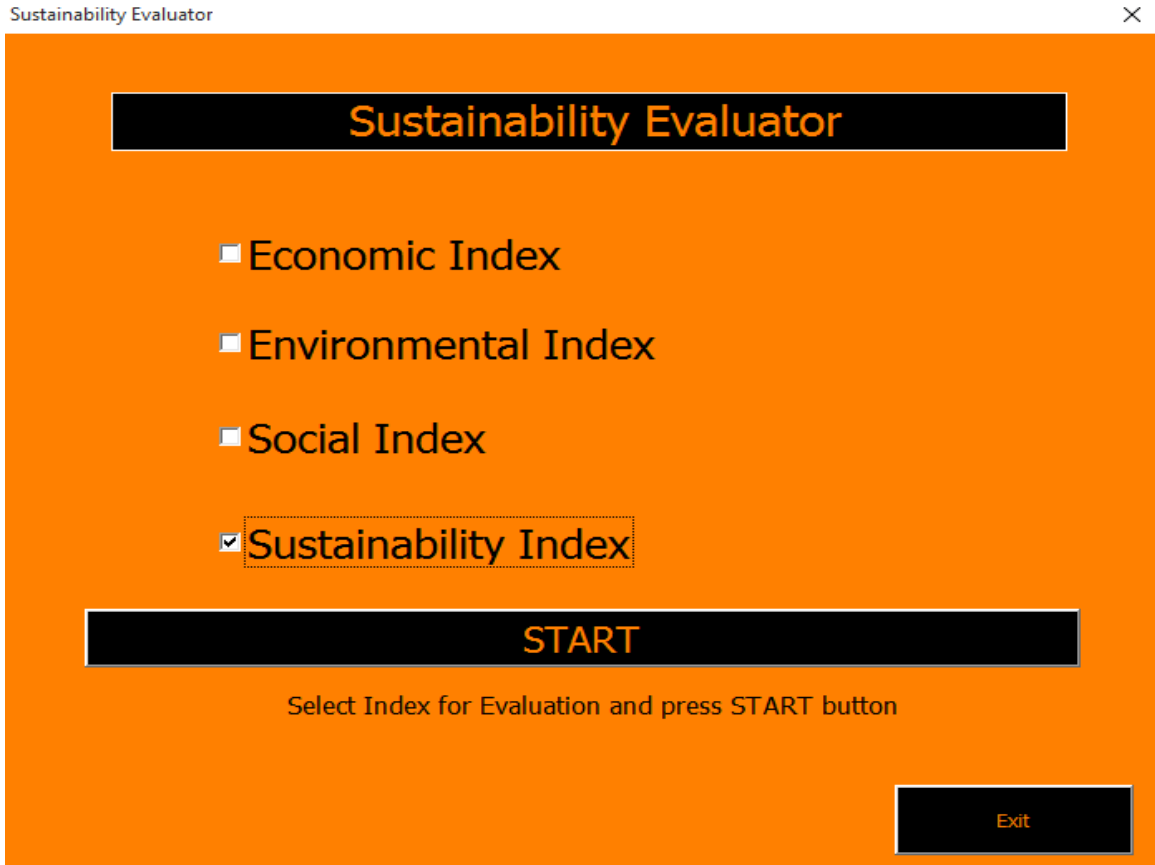 Sustainability Evaluator
Sustainability Evaluator
Economic Index
Environmental Index
Social Index
Sustainability Index
START
Select Index for Evaluation and press START button
Exit